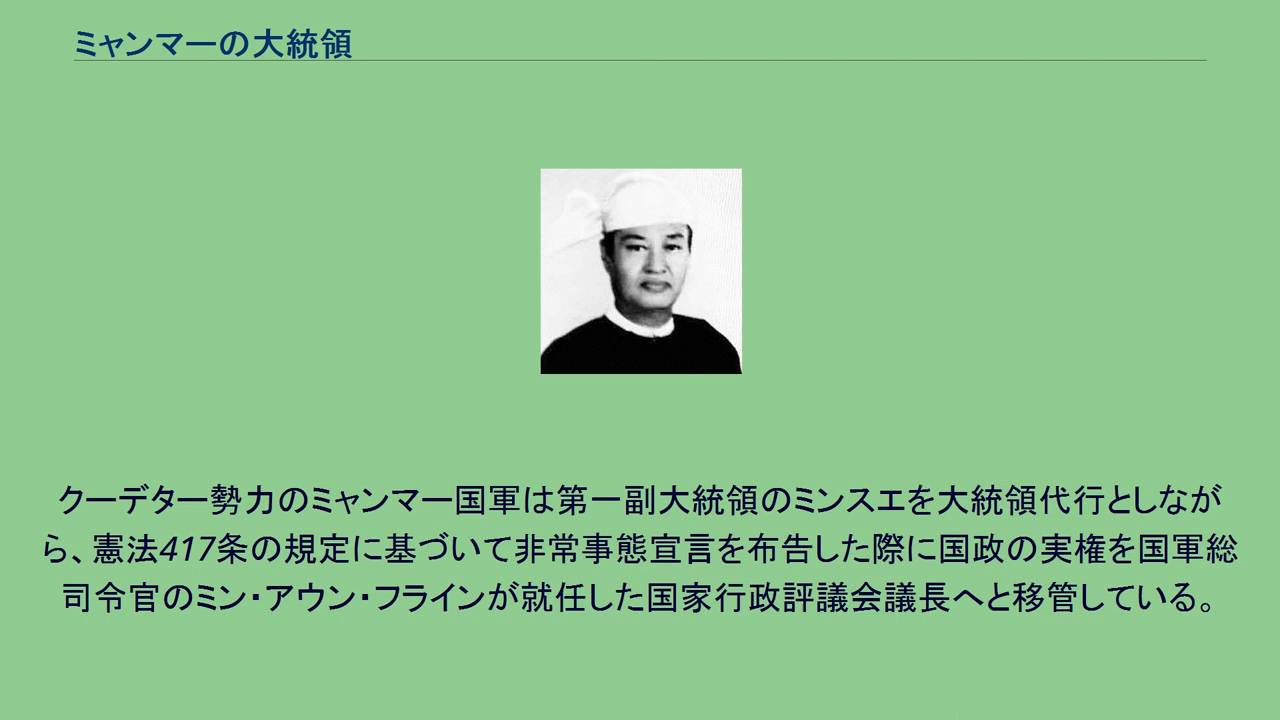 ミャンマーの大統領
クーデター勢力のミャンマー国軍は第一副大統領のミンスエを大統領代行としなが
ら、憲法417条の規定に基づいて非常事態宣言を布告した際に国政の実権を国軍総
司令官のミン・アウン・フラインが就任した国家行政評議会議長へと移管している。